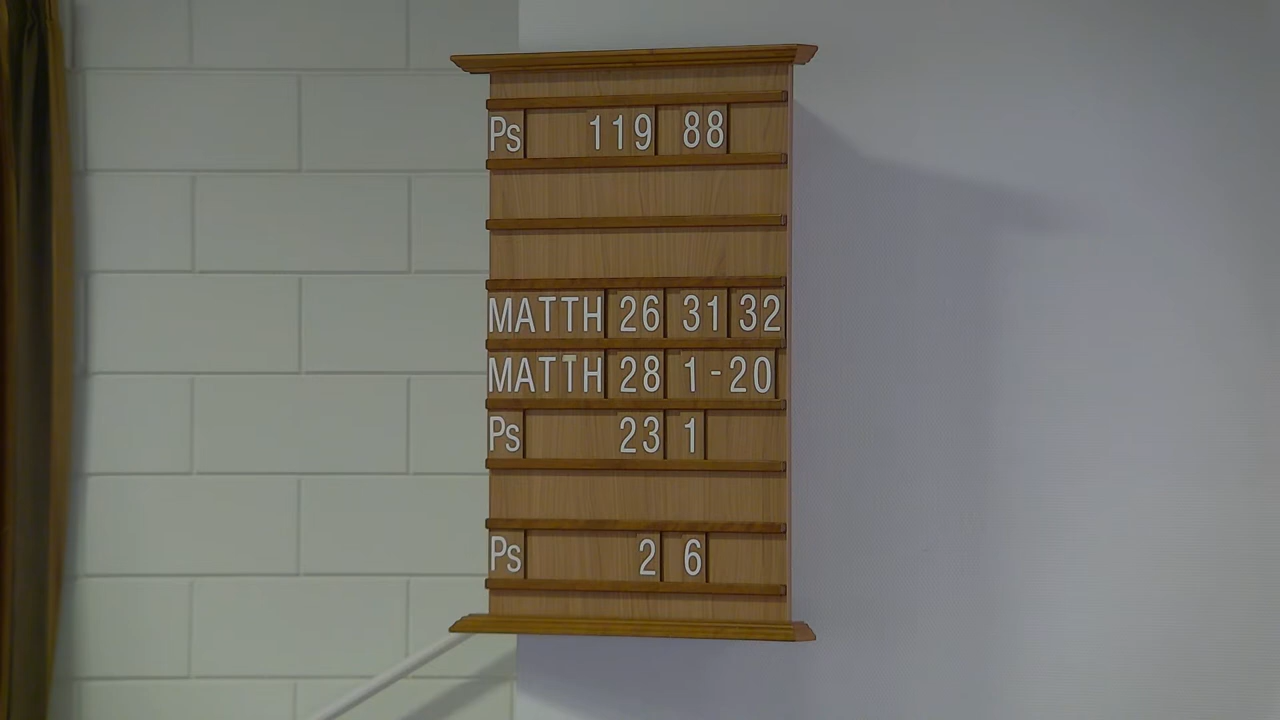 Ps 119 88
MATTH 26 31 32
MATTH 28 1-20
Ps 23 1
Ps 2 6